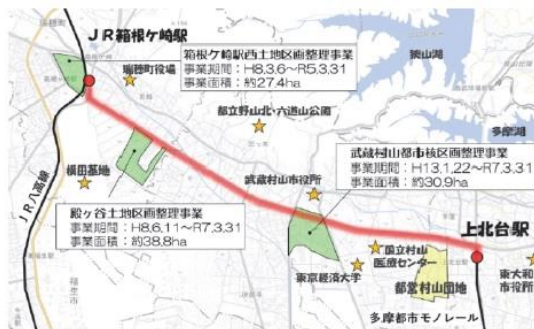 JR箱根ケ崎駅
箱根ケ崎駅西土地区画整理事業
事業期間：H8.3.6～R5.3.31
事業面積：約27.4ha
瑞穂町役場
狭山湖
都立野山北・六道山公園
多摩湖
武蔵村山都市核区画整理事業
事業期間：H13.1.22～R7.3.31
事業面積：約30.9ha
横田基地
武蔵村山市役所
JR八高線
殿ヶ谷土地区画整理事業
事業期間：H8.6.11～R7.3.31
事業面積：約38.8ha
上北台駅
国立村山
医療センター
東京経済大学
都営村山団地
東大和
市役所
多摩都市モノレール